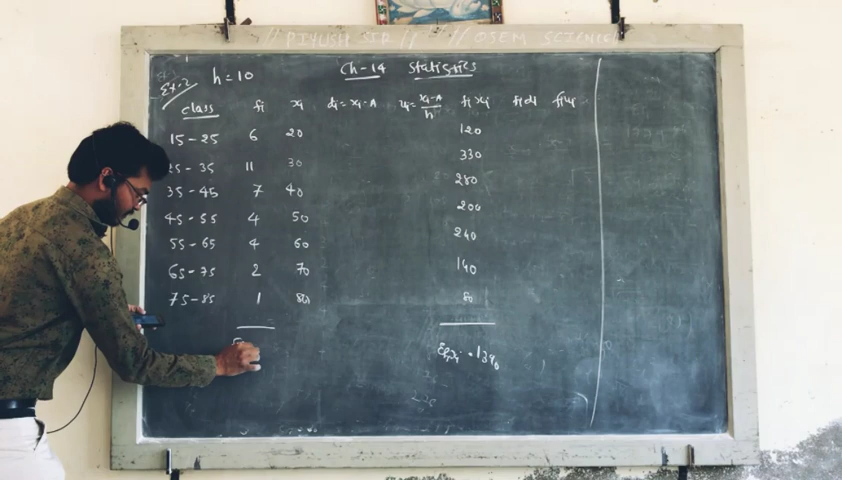 // PIYUSH SIR // // OSEM SCIENCE
Ex-2 h=10 Ch-14 Statistics
class fi xi di = xi-A ui = xi-A/h fixi fidi fiui
15-25 6 20 120
25-35 11 30 330
35-45 7 40 280
45-55 4 50 200
55-65 4 60 240
65-75 2 70 140
75-85 1 80 80
Σfixi = 1390